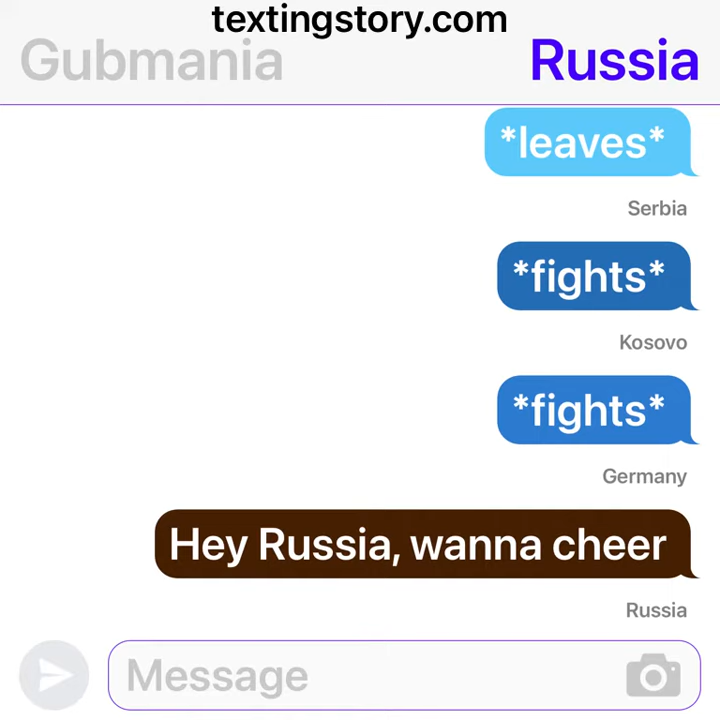 textingstory.com
Gubmania Russia
*leaves*
Serbia
*fights*
Kosovo
*fights*
Germany
Hey Russia, wanna cheer
Russia
Message